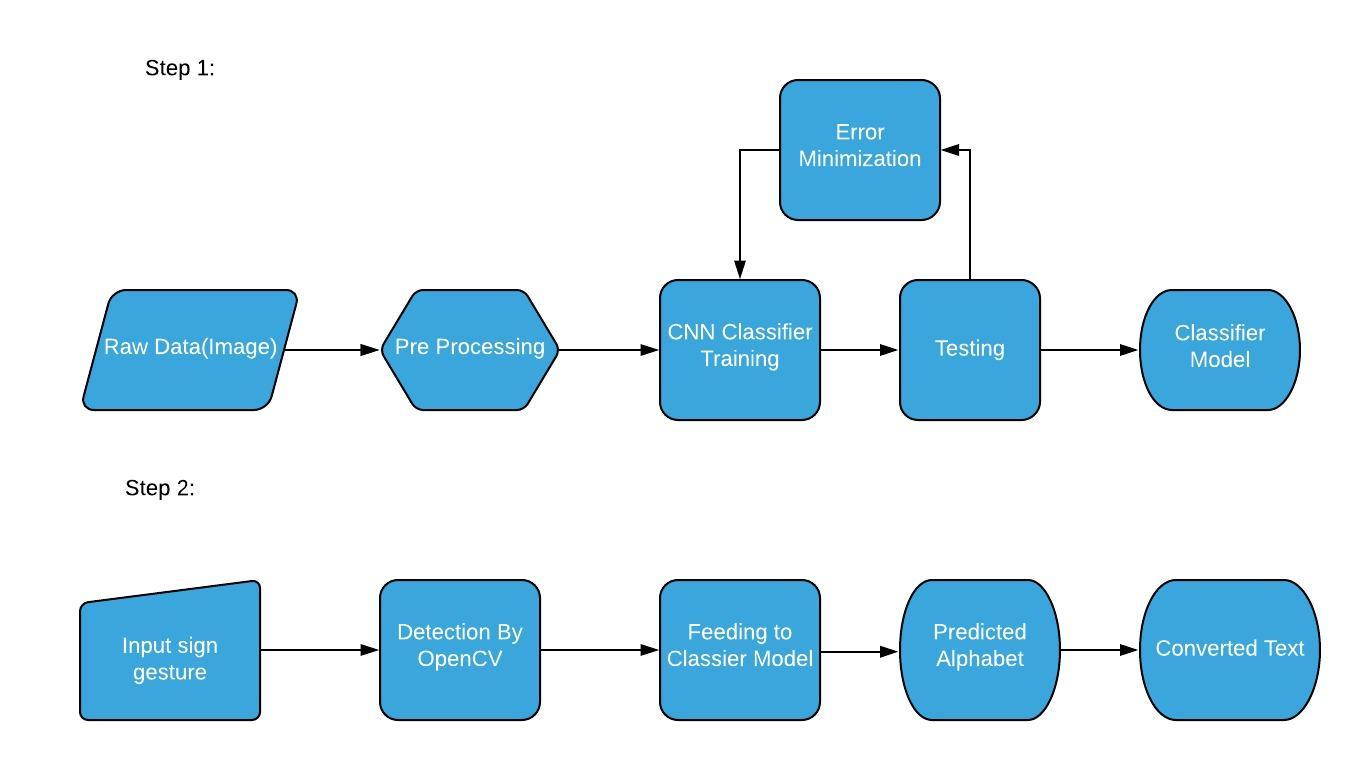 Step 1:
Error
Minimization
Raw Data(Image)
Pre Processing
CNN Classifier
Training
Testing
Classifier
Model
Step 2:
Input sign
gesture
Detection By
OpenCV
Feeding to
Classier Model
Predicted
Alphabet
Converted Text